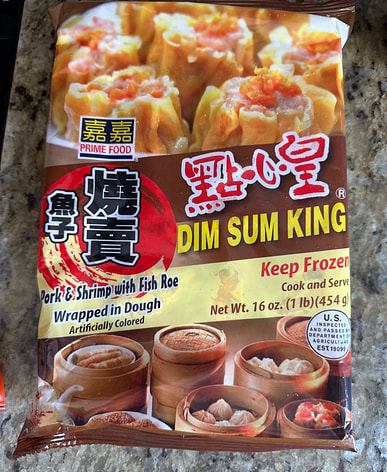 嘉嘉
PRIME FOOD
點心皇®
DIM SUM KING
燒賣
魚子
Pork & Shrimp with Fish Roe
Wrapped in Dough
Artificially Colored
Keep Frozen
Cook and Serve
Net Wt. 16 oz. (1 lb)(454 g)
U.S.
INSPECTED
AND PASSED BY
DEPARTMENT OF
AGRICULTURE
EST.19099